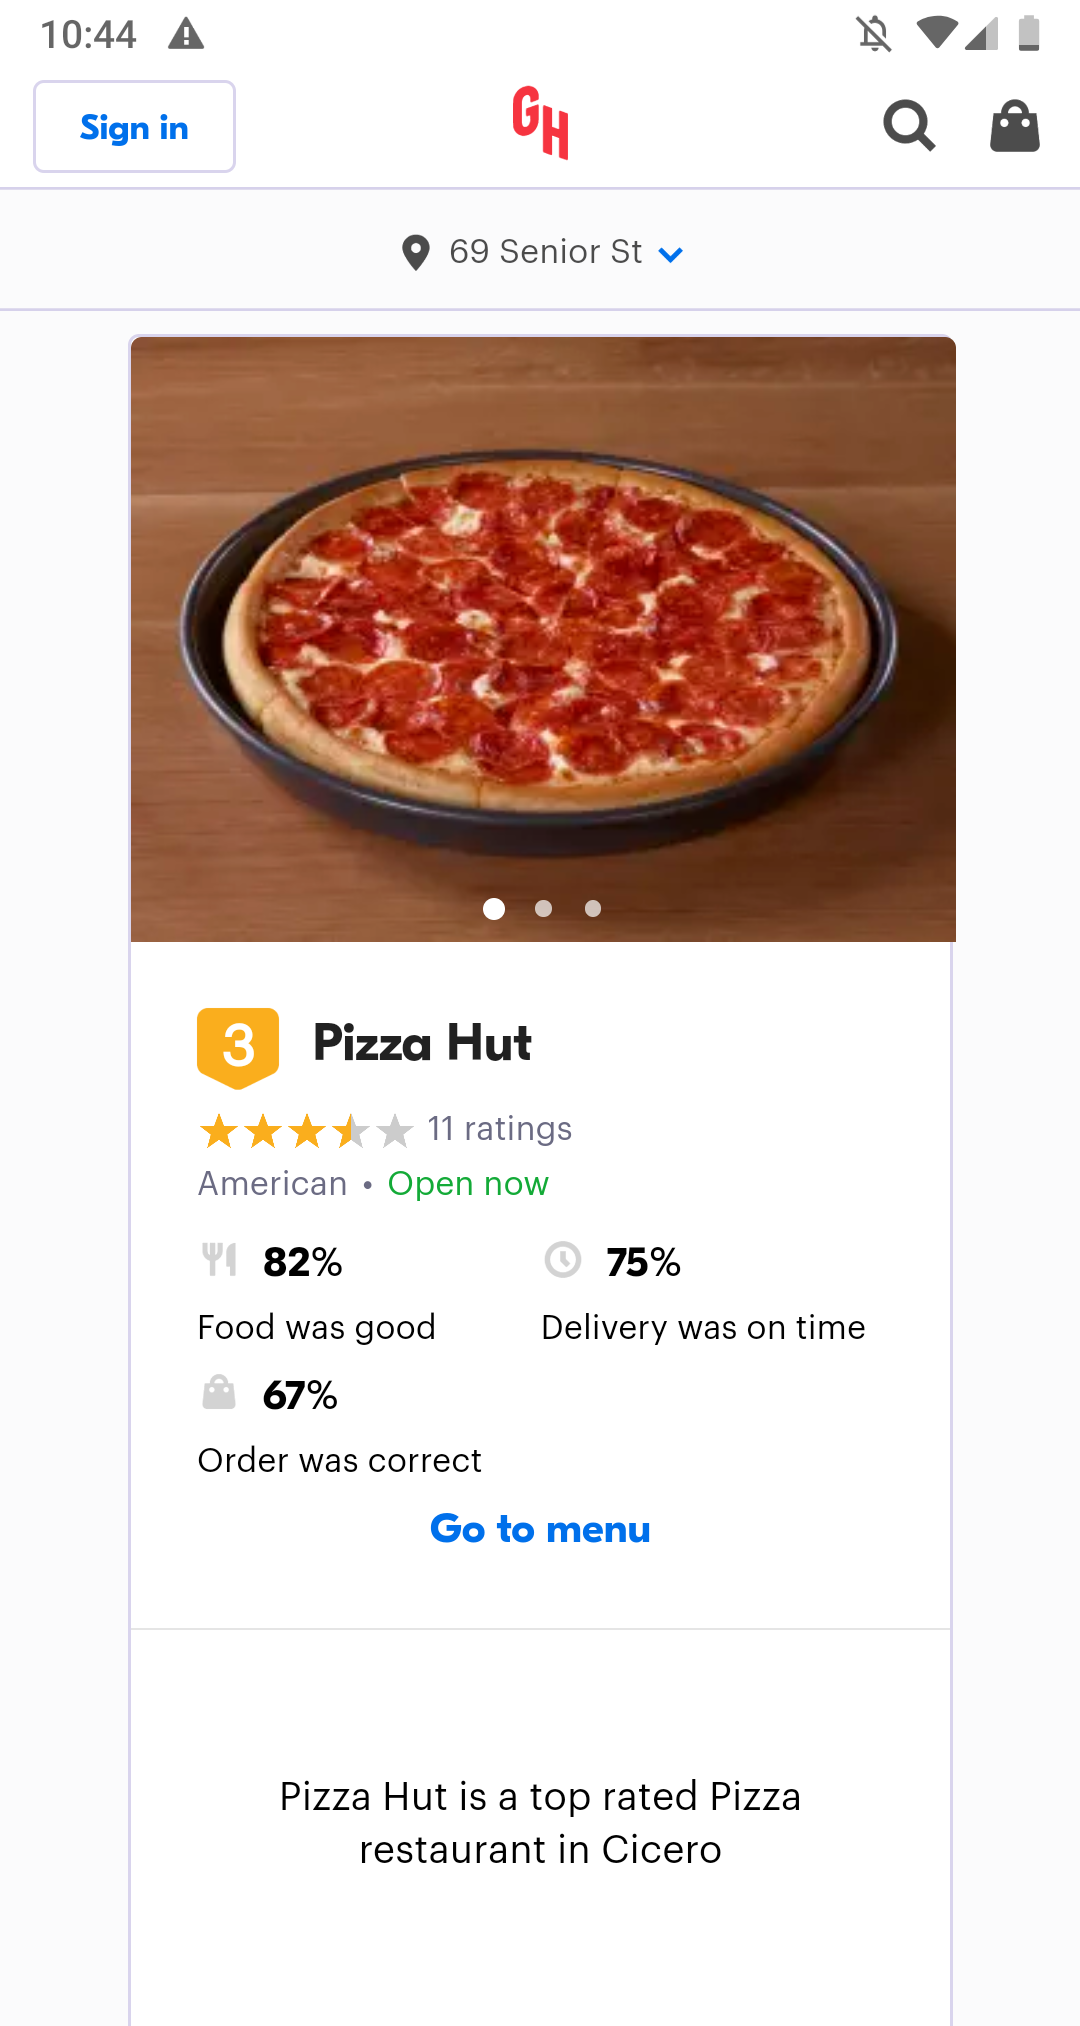 10:44
Sign in
GH
69 Senior St
3 Pizza Hut
11 ratings
American • Open now
82% 75%
Food was good Delivery was on time
67%
Order was correct
Go to menu
Pizza Hut is a top rated Pizza
restaurant in Cicero